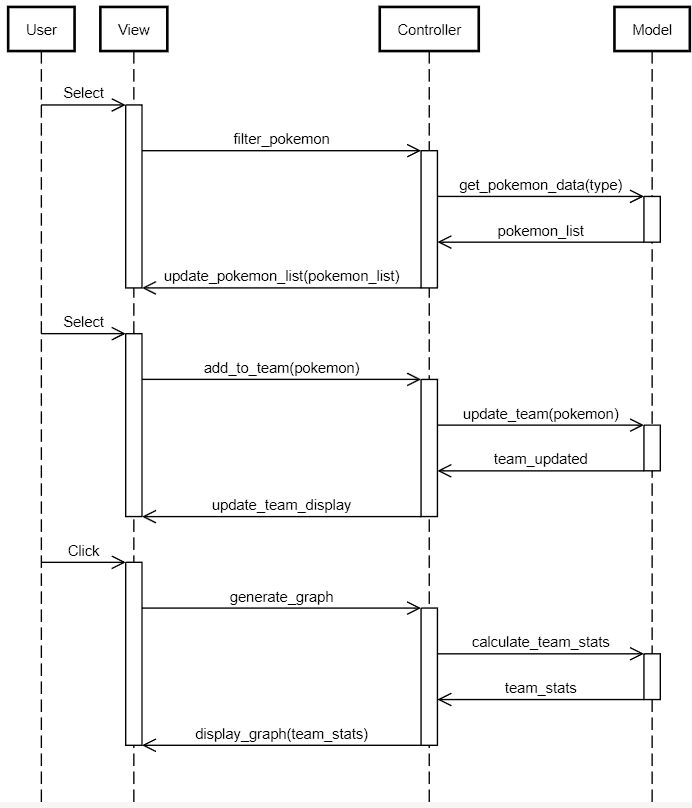 User
View
Controller
Model
Select
filter_pokemon
get_pokemon_data(type)
pokemon_list
update_pokemon_list(pokemon_list)
Select
add_to_team(pokemon)
update_team(pokemon)
team_updated
update_team_display
Click
generate_graph
calculate_team_stats
team_stats
display_graph(team_stats)